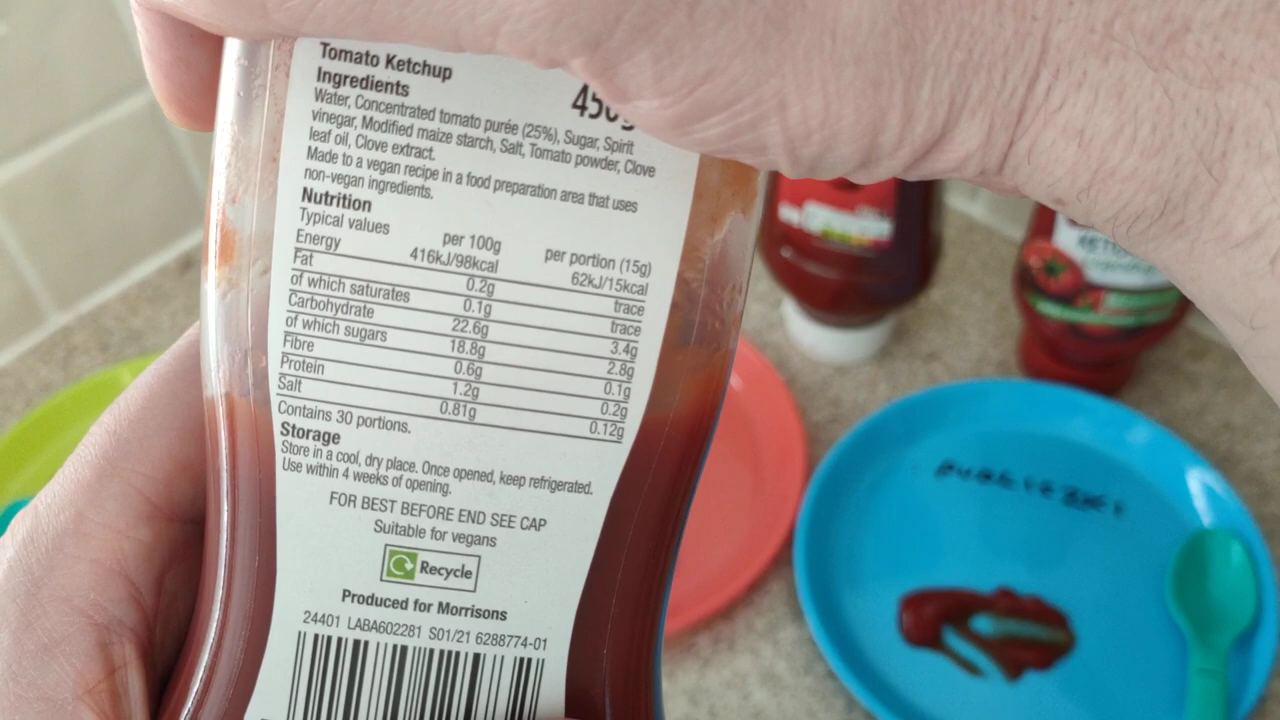 Tomato Ketchup
Ingredients
Water, Concentrated tomato purée (25%), Sugar, Spirit
vinegar, Modified maize starch, Salt, Tomato powder, Clove
leaf oil, Clove extract.
Made to a vegan recipe in a food preparation area that uses
non-vegan ingredients.
Nutrition
Typical values per 100g per portion (15g)
Energy 416kJ/98kcal 62kJ/15kcal
Fat 0.2g trace
of which saturates 0.1g trace
Carbohydrate 22.6g 3.4g
of which sugars 18.8g 2.8g
Fibre 0.6g 0.1g
Protein 1.2g 0.2g
Salt 0.81g 0.12g
Contains 30 portions.
Storage
Store in a cool, dry place. Once opened, keep refrigerated.
Use within 4 weeks of opening.
FOR BEST BEFORE END SEE CAP
Suitable for vegans
Recycle
Produced for Morrisons
24401 LABA602281 S01/21 6288774-01